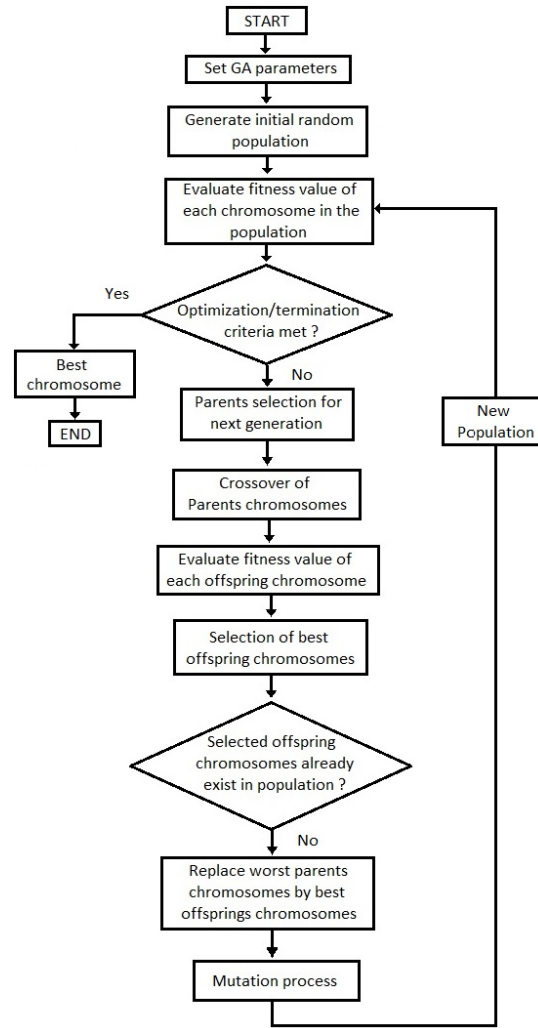 START
Set GA parameters
Generate initial random
population
Evaluate fitness value of
each chromosome in the
population
Yes
Optimization/termination
criteria met ?
Best
chromosome
END
No
Parents selection for
next generation
New
Population
Crossover of
Parents chromosomes
Evaluate fitness value of
each offspring chromosome
Selection of best
offspring chromosomes
Selected offspring
chromosomes already
exist in population ?
No
Replace worst parents
chromosomes by best
offsprings chromosomes
Mutation process